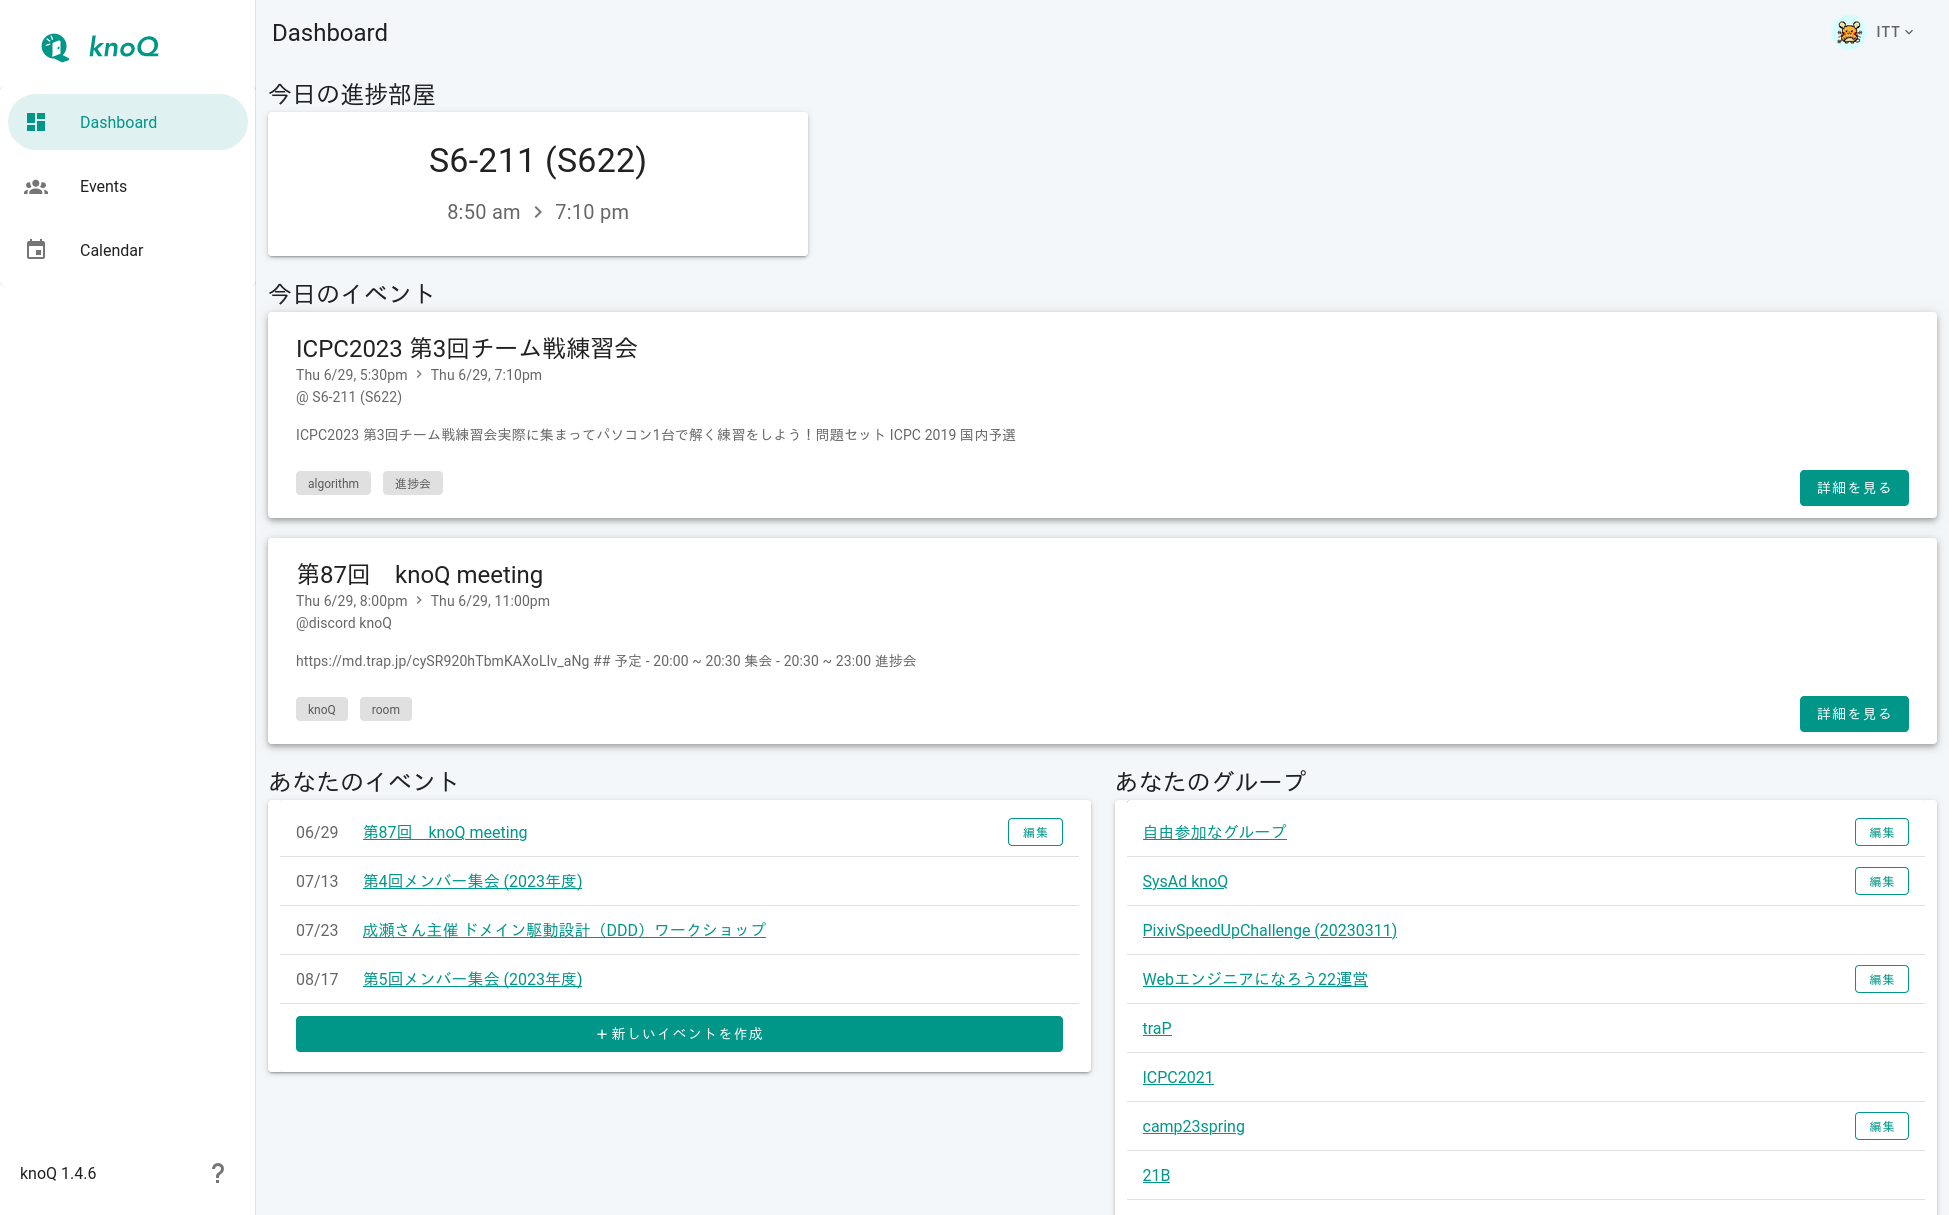 knoQ
Dashboard
Events
Calendar
knoQ 1.4.6
?
Dashboard
ITT
今日の進捗部屋
S6-211 (S622)
8:50 am > 7:10 pm
今日のイベント
ICPC2023 第3回チーム戦練習会
Thu 6/29, 5:30pm > Thu 6/29, 7:10pm
@ S6-211 (S622)
ICPC2023 第3回チーム戦練習会実際に集まってパソコン1台で解く練習をしよう！問題セット ICPC 2019 国内予選
algorithm 進捗会
詳細を見る
第87回　knoQ meeting
Thu 6/29, 8:00pm > Thu 6/29, 11:00pm
@discord knoQ
https://md.trap.jp/cySR920hTbmKAXoLlv_aNg ## 予定 - 20:00 ~ 20:30 集会 - 20:30 ~ 23:00 進捗会
knoQ room
詳細を見る
あなたのイベント
06/29 第87回　knoQ meeting 編集
07/13 第4回メンバー集会 (2023年度)
07/23 成瀬さん主催 ドメイン駆動設計（DDD）ワークショップ
08/17 第5回メンバー集会 (2023年度)
+ 新しいイベントを作成
あなたのグループ
自由参加なグループ 編集
SysAd knoQ 編集
PixivSpeedUpChallenge (20230311)
Webエンジニアになろう22運営 編集
traP
ICPC2021
camp23spring 編集
21B